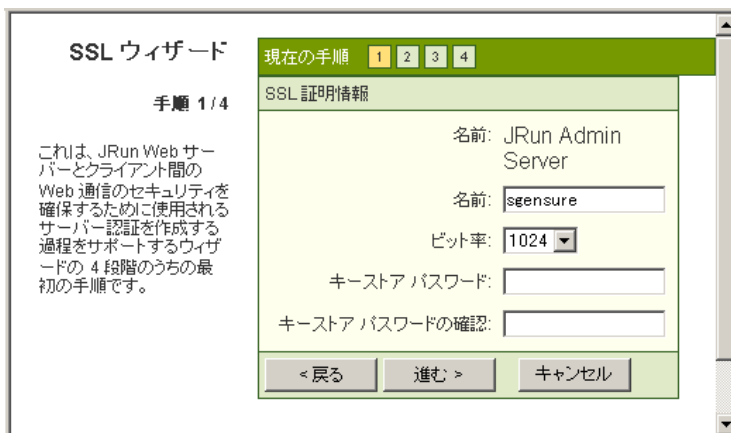 SSL ウィザード
手順 1/4
これは、JRun Web サー
バーとクライアント間の
Web 通信のセキュリティを
確保するために使用される
サーバー認証を作成する
過程をサポートするウィザ
ードの 4 段階のうちの最
初の手順です。
現在の手順 1 2 3 4
SSL 証明情報
名前: JRun Admin
Server
名前: sgensure
ビット率: 1024
キーストア パスワード:
キーストア パスワードの確認:
< 戻る 進む > キャンセル